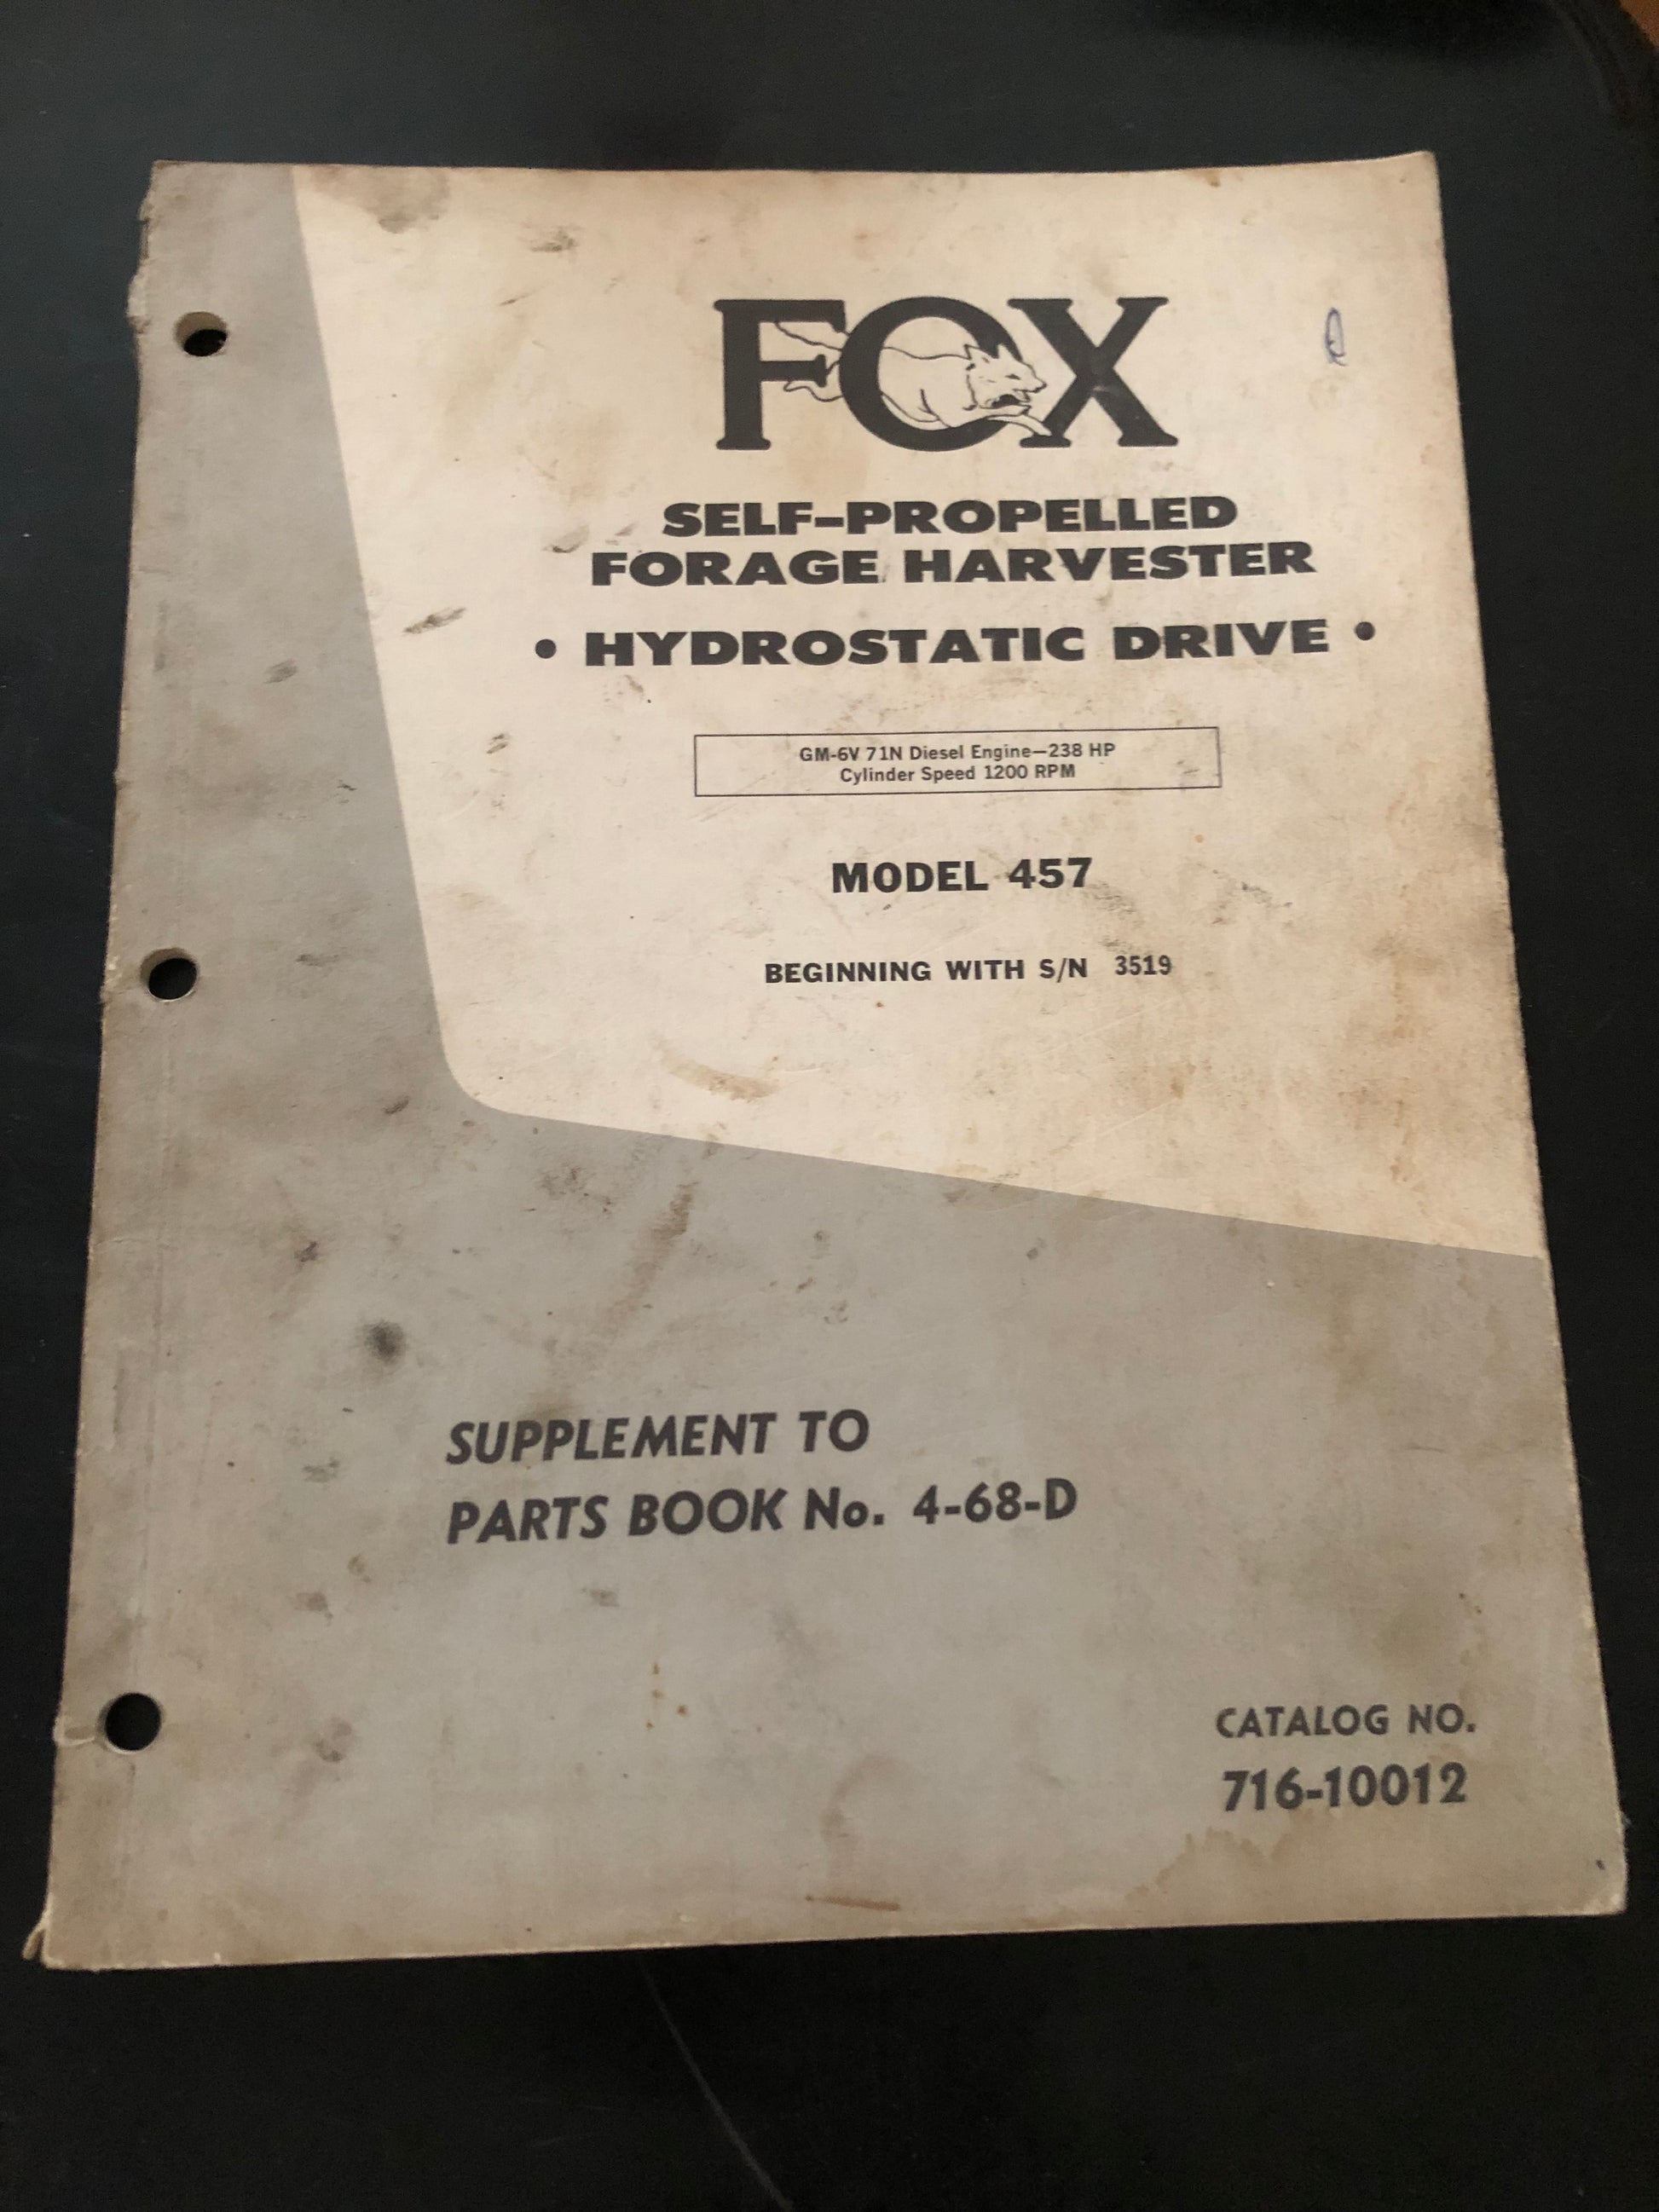 FOX
SELF-PROPELLED
FORAGE HARVESTER
• HYDROSTATIC DRIVE •
GM-6V 71N Diesel Engine—238 HP
Cylinder Speed 1200 RPM
MODEL 457
BEGINNING WITH S/N 3519
SUPPLEMENT TO
PARTS BOOK No. 4-68-D
CATALOG NO.
716-10012